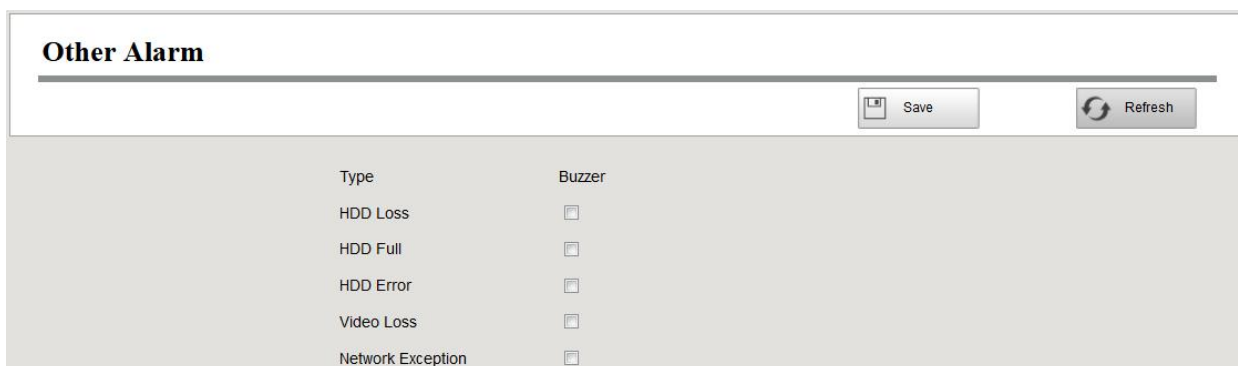 Other Alarm
Save Refresh
Type Buzzer
HDD Loss
HDD Full
HDD Error
Video Loss
Network Exception